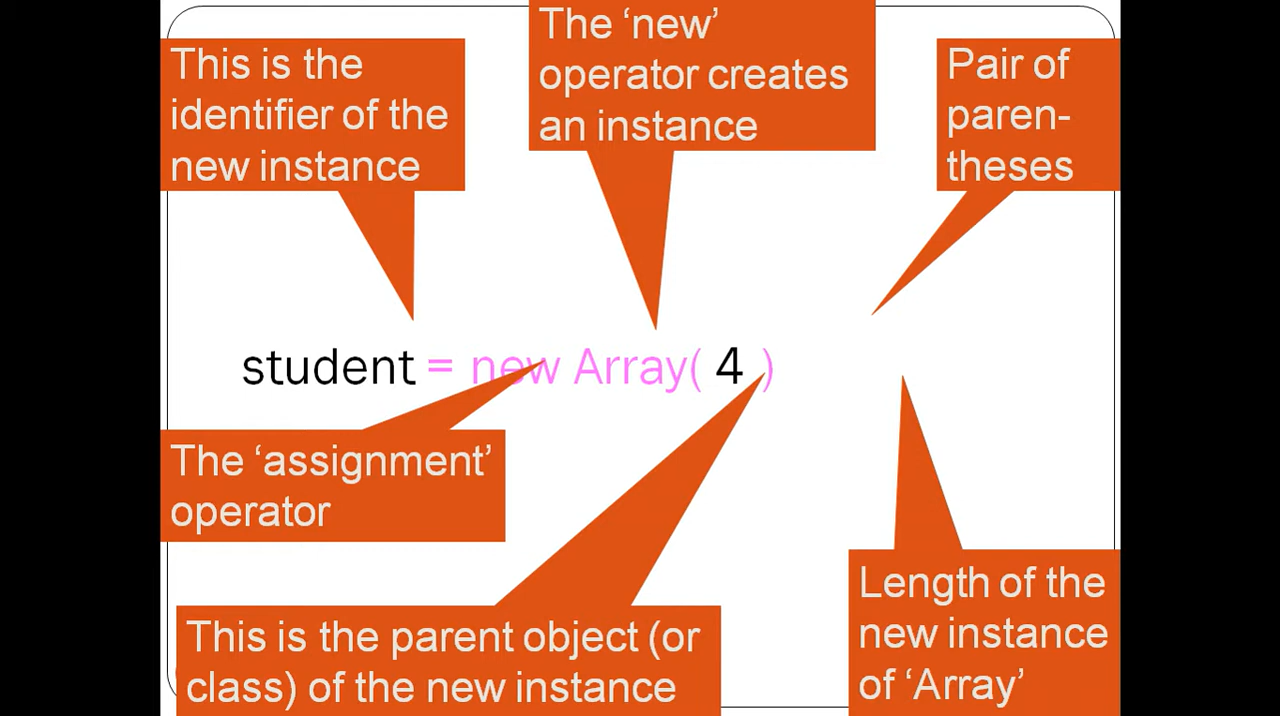 This is the
identifier of the
new instance
The ‘new’
operator creates
an instance
Pair of
paren-
theses
student = new Array( 4 )
The ‘assignment’
operator
This is the parent object (or
class) of the new instance
Length of the
new instance
of ‘Array’